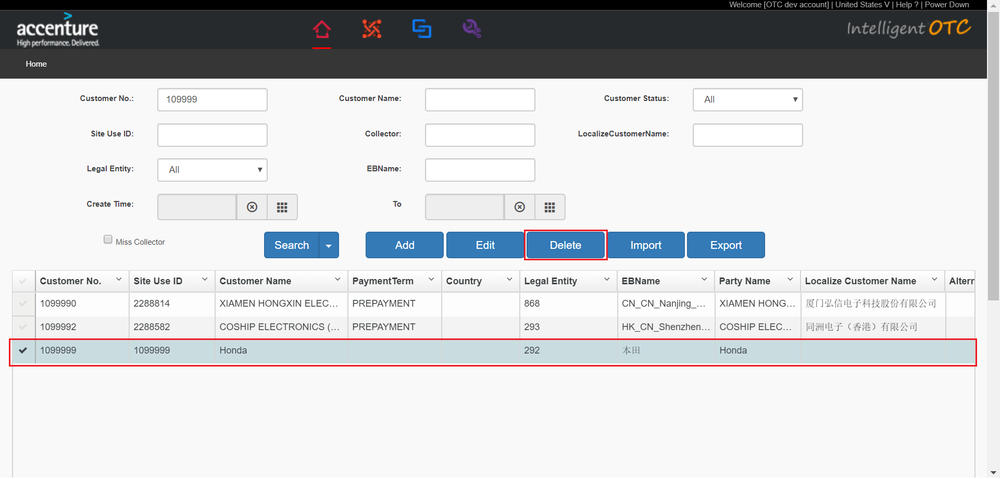 Welcome [OTC dev account] | United States V | Help ? | Power Down
accenture
High performance. Delivered.
Intelligent OTC
Home
Customer No.: 109999 Customer Name: Customer Status: All
Site Use ID: Collector: LocalizeCustomerName:
Legal Entity: All EBName:
Create Time: To
Miss Collector Search Add Edit Delete Import Export
Customer No. Site Use ID Customer Name PaymentTerm Country Legal Entity EBName Party Name Localize Customer Name Altern
1099990 2288814 XIAMEN HONGXIN ELEC... PREPAYMENT 868 CN_CN_Nanjing_... XIAMEN HONG... 厦门弘信电子科技股份有限公司
1099992 2288582 COSHIP ELECTRONICS (... PREPAYMENT 293 HK_CN_Shenzhen... COSHIP ELEC... 同洲电子（香港）有限公司
1099999 1099999 Honda 292 本田 Honda